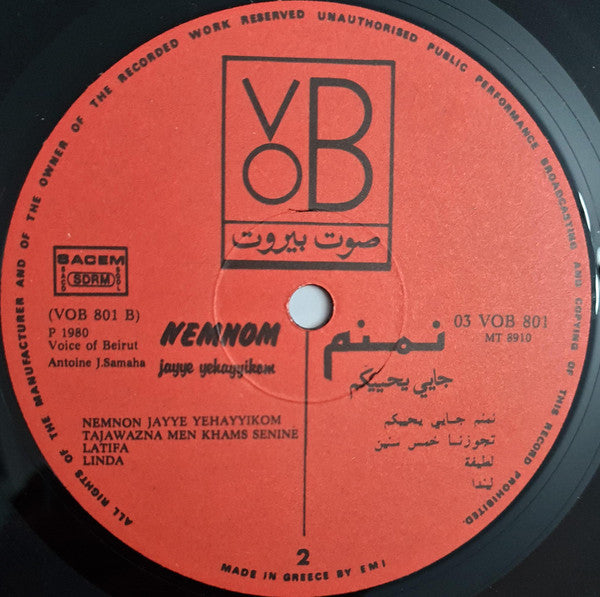 ALL RIGHTS OF THE MANUFACTURER AND OF THE OWNER OF THE RECORDED WORK RESERVED UNAUTHORISED PUBLIC PERFORMANCE BROADCASTING AND COPYING OF THIS RECORD PROHIBITED.
VOB
صوت بيروت
SACEM
SACD SDRM SGDL
(VOB 801 B)
P 1980
Voice of Beirut
Antoine J.Samaha
NEMNOM
jayye yehayyikom
نمنم
جايي يحييكم
03 VOB 801
MT 8910
NEMNON JAYYE YEHAYYIKOM
TAJAWAZNA MEN KHAMS SENINE
LATIFA
LINDA
نمنم جايي يحيكم
تجوزنا خمس سنين
لطيفة
ليندا
2
MADE IN GREECE BY EMI